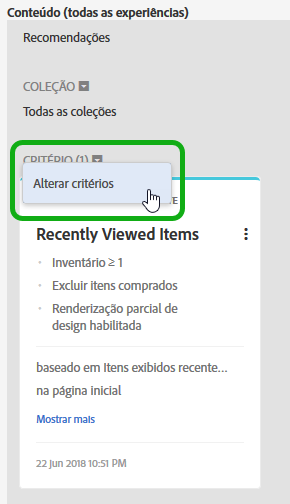 Conteúdo (todas as experiências)
Recomendações
COLEÇÃO
Todas as coleções
CRITÉRIO (1)
Alterar critérios
Recently Viewed Items
Inventário ≥ 1
Excluir itens comprados
Renderização parcial de
design habilitada
baseado em Itens exibidos recente...
na página inicial
Mostrar mais
22 Jun 2018 10:51 PM